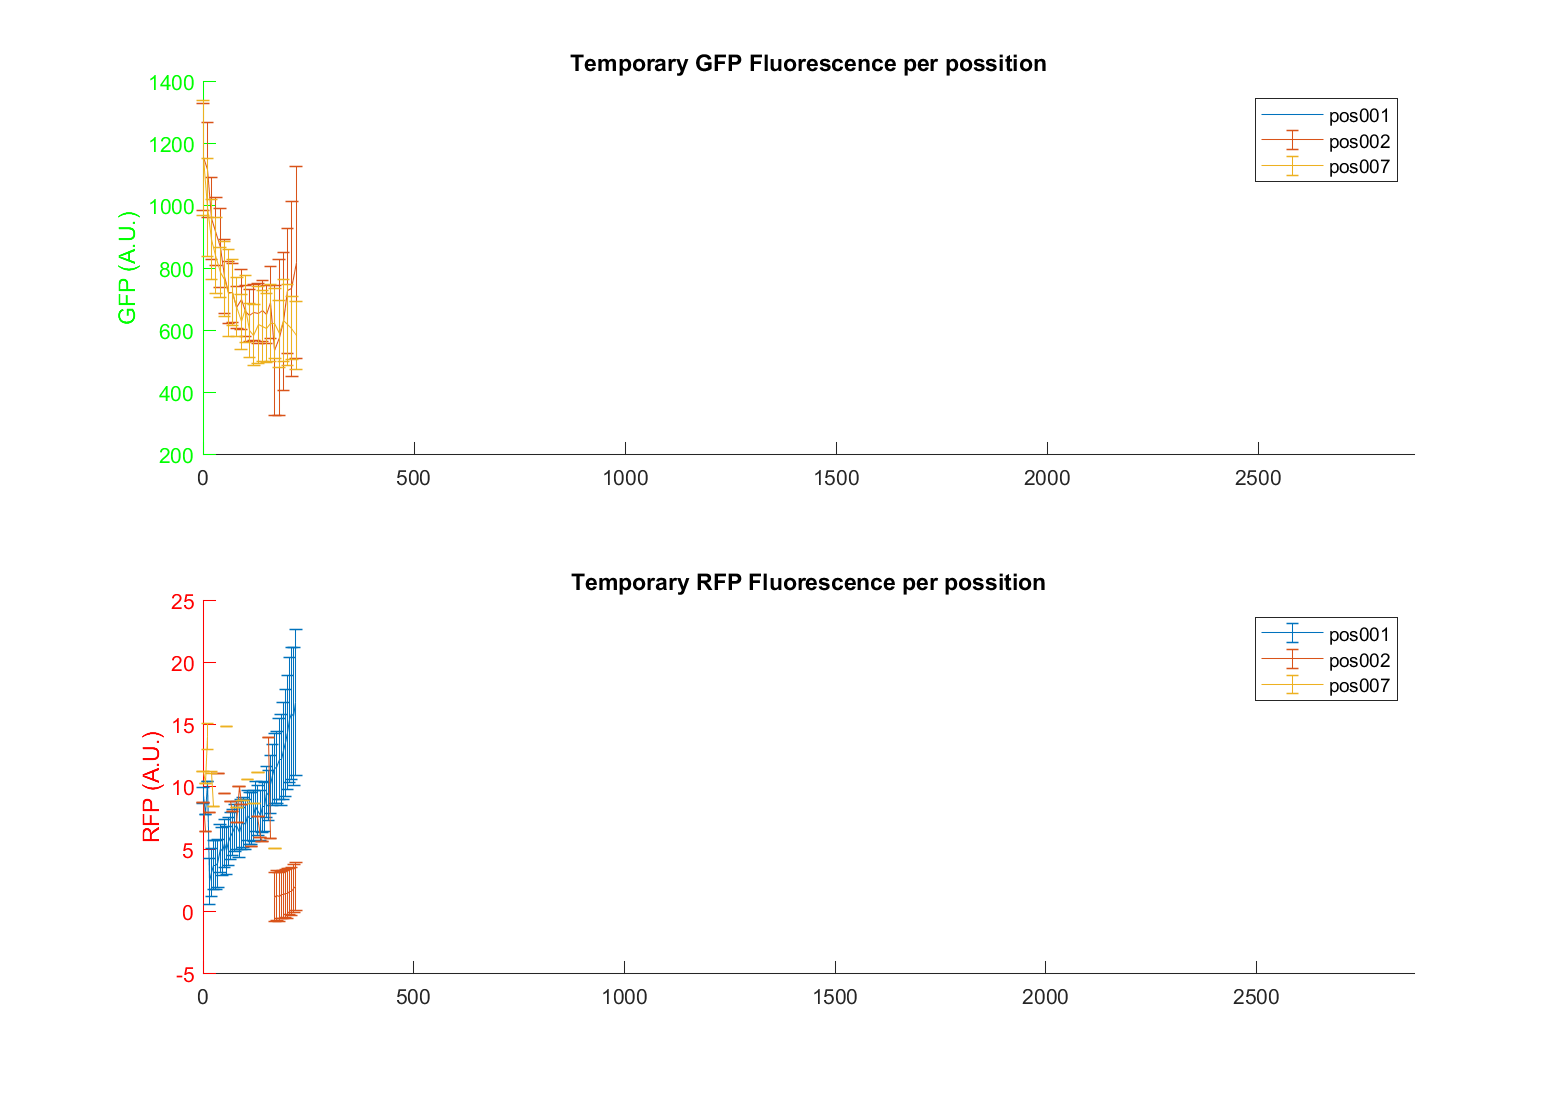 Temporary GFP Fluorescence per possition
1400
1200
1000
800
600
400
200
GFP (A.U.)
0 500 1000 1500 2000 2500
pos001
pos002
pos007
Temporary RFP Fluorescence per possition
25
20
15
10
5
0
-5
RFP (A.U.)
0 500 1000 1500 2000 2500
pos001
pos002
pos007